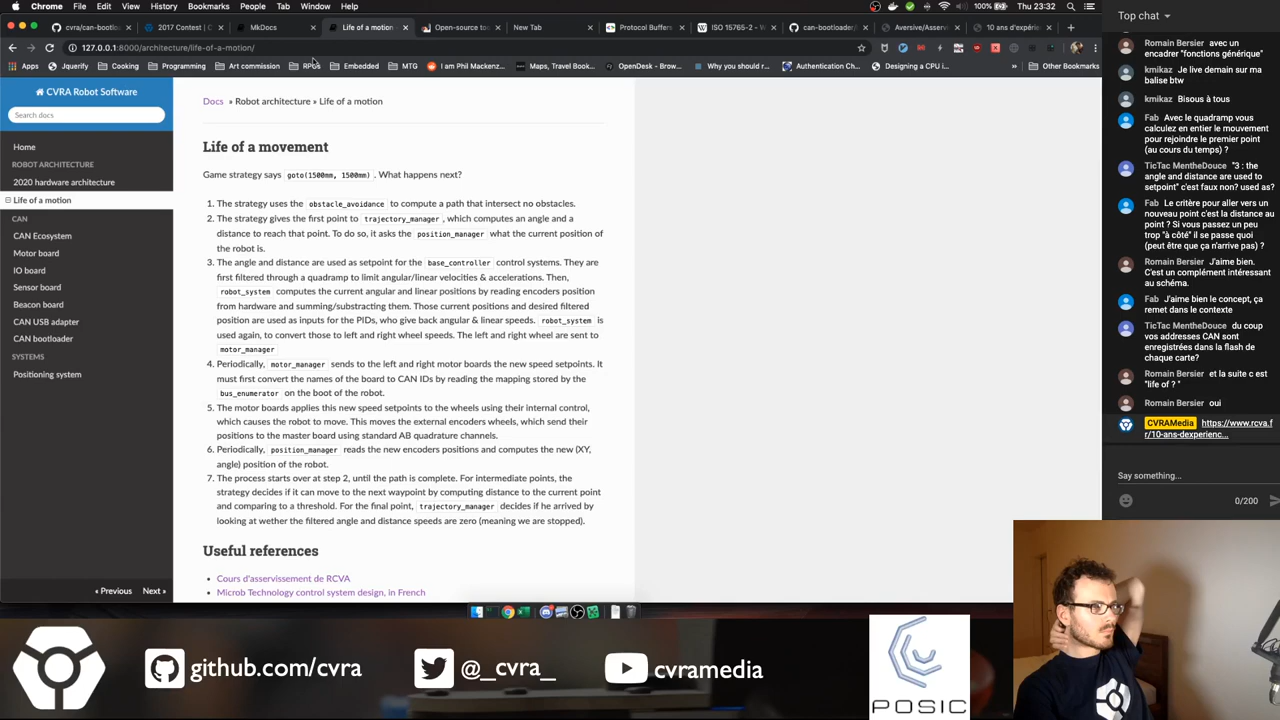 Chrome File Edit View History Bookmarks People Tab Window Help
100% Thu 23:32
cvra/can-bootlo
2017 Contest | C
MkDocs
Life of a motion
Open-source to
New Tab
Protocol Buffers
ISO 15765-2 - W
can-bootloader/
Aversive/Asserv
10 ans d'expérie
127.0.0.1:8000/architecture/life-of-a-motion/
Apps Jquerify Cooking Programming Art commission RPGs Embedded MTG I am Phil Mackenz... Maps, Travel Book... OpenDesk - Brow... Why you should r... Authentication Ch... Designing a CPU i... » Other Bookmarks
CVRA Robot Software
Search docs
Home
ROBOT ARCHITECTURE
2020 hardware architecture
Life of a motion
CAN
CAN Ecosystem
Motor board
IO board
Sensor board
Beacon board
CAN USB adapter
CAN bootloader
SYSTEMS
Positioning system
« Previous Next »
Docs » Robot architecture » Life of a motion
Life of a movement
Game strategy says goto(1500mm, 1500mm) . What happens next?
1. The strategy uses the obstacle_avoidance to compute a path that intersect no obstacles.
2. The strategy gives the first point to trajectory_manager , which computes an angle and a
distance to reach that point. To do so, it asks the position_manager what the current position of
the robot is.
3. The angle and distance are used as setpoint for the base_controller control systems. They are
first filtered through a quadramp to limit angular/linear velocities & accelerations. Then,
robot_system computes the current angular and linear positions by reading encoders position
from hardware and summing/substracting them. Those current positions and desired filtered
position are used as inputs for the PIDs, who give back angular & linear speeds. robot_system is
used again, to convert those to left and right wheel speeds. The left and right wheel are sent to
motor_manager
4. Periodically, motor_manager sends to the left and right motor boards the new speed setpoints. It
must first convert the names of the board to CAN IDs by reading the mapping stored by the
bus_enumerator on the boot of the robot.
5. The motor boards applies this new speed setpoints to the wheels using their internal control,
which causes the robot to move. This moves the external encoders wheels, which send their
positions to the master board using standard AB quadrature channels.
6. Periodically, position_manager reads the new encoders positions and computes the new (XY,
angle) position of the robot.
7. The process starts over at step 2, until the path is complete. For intermediate points, the
strategy decides if it can move to the next waypoint by computing distance to the current point
and comparing to a threshold. For the final point, trajectory_manager decides if he arrived by
looking at wether the filtered angle and distance speeds are zero (meaning we are stopped).
Useful references
• Cours d'asservissement de RCVA
• Microb Technology control system design, in French
Top chat
Romain Bersier avec un
encadrer "fonctions générique"
kmikaz Je live demain sur ma
balise btw
kmikaz Bisous à tous
Fab Avec le quadramp vous
calculez en entier le mouvement
pour rejoindre le premier point
(au cours du temps) ?
TicTac MentheDouce "3 : the
angle and distance are used to
setpoint" c'est faux non? used as?
Fab Le critère pour aller vers un
nouveau point c'est la distance au
point ? Si vous passez un peu
trop "à côté" il se passe quoi
(peut être que ça n'arrive pas) ?
Romain Bersier J'aime bien.
C'est un complément intéressant
au schéma.
Fab J'aime bien le concept, ça
remet dans le contexte
TicTac MentheDouce du coup
vos addresses CAN sont
enregistrées dans la flash de
chaque carte?
Romain Bersier et la suite c est
"life of ? "
Romain Bersier oui
CVRAMedia https://www.rcva.f
r/10-ans-dexperienc...
Say something...
0/200
github.com/cvra
@_cvra_
cvramedia
POSIC